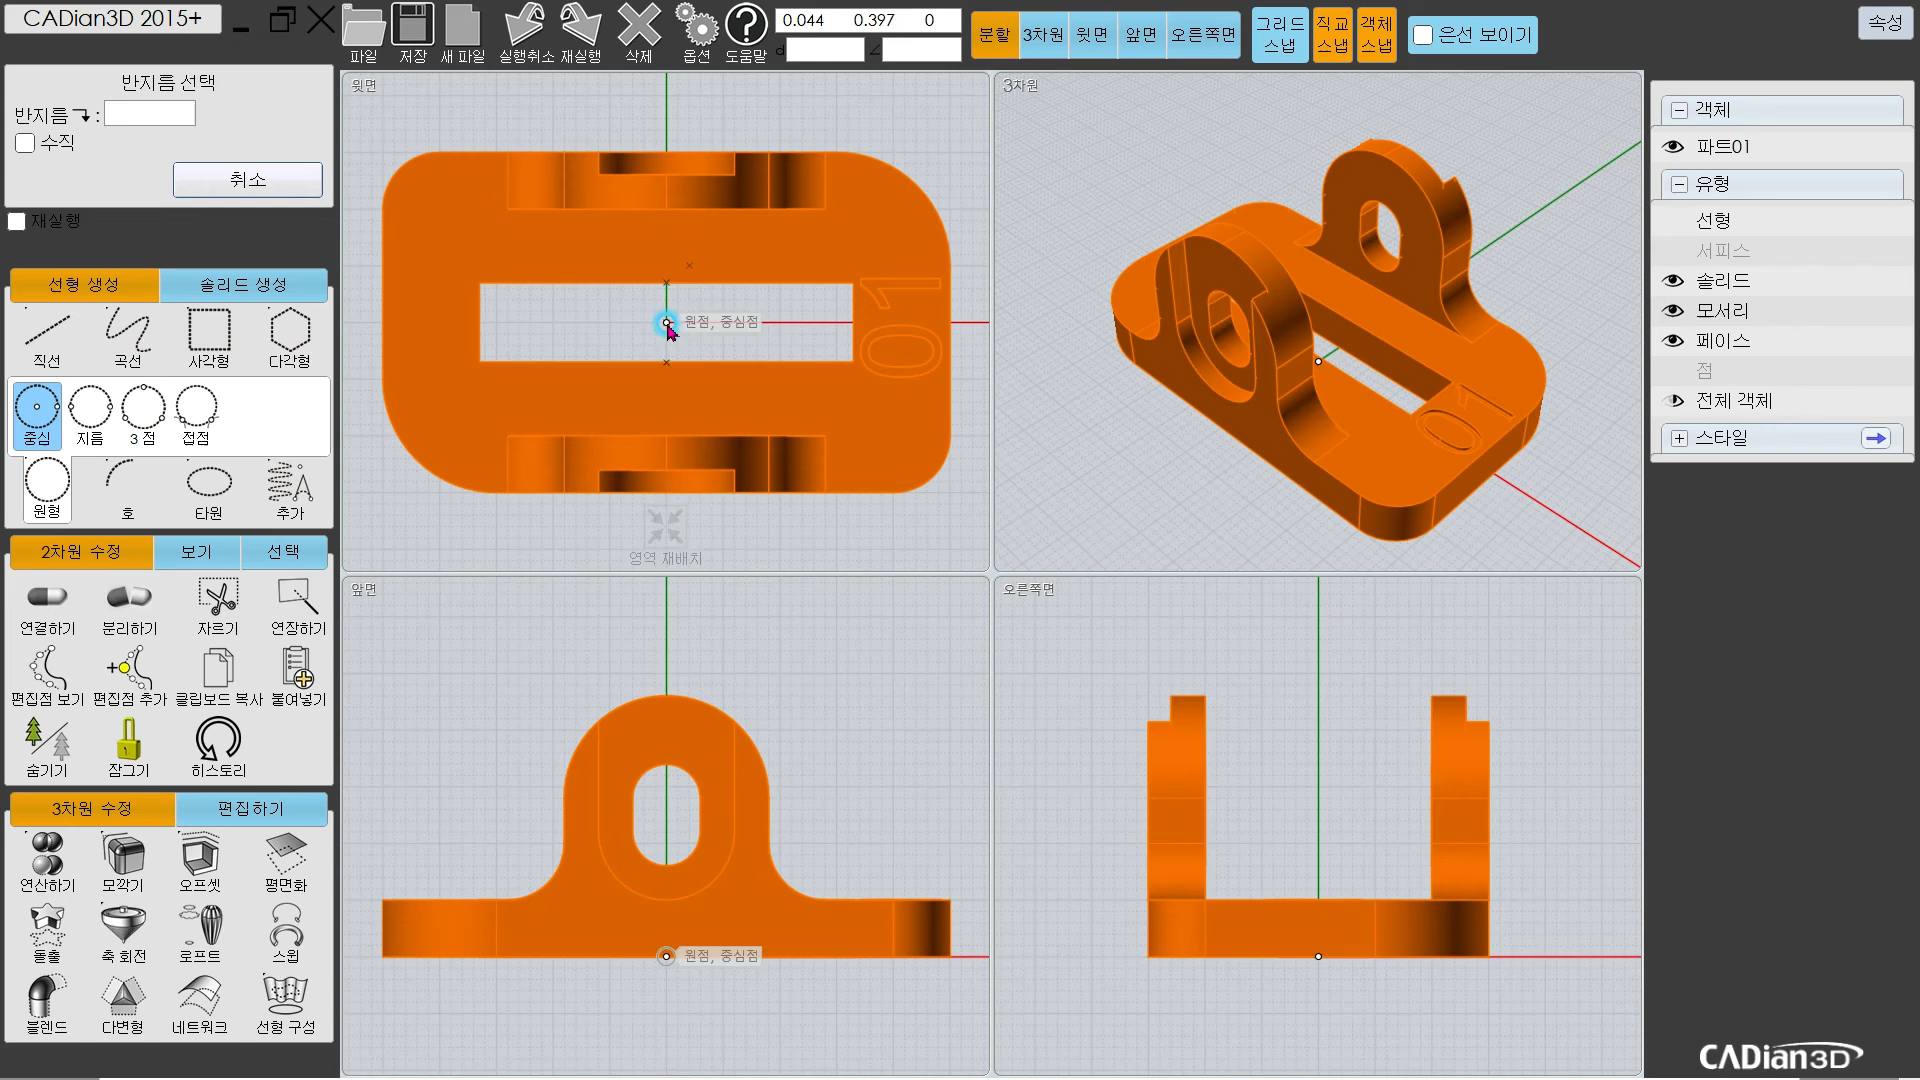 CADian3D 2015+
파일
저장
새 파일
실행취소
재실행
삭제
옵션
도움말
0.044 0.397 0
d
∠
분할
3차원
윗면
앞면
오른쪽면
그리드 스냅
직교 스냅
객체 스냅
은선 보이기
속성
반지름 선택
반지름 :
수직
취소
재실행
선형 생성
솔리드 생성
직선
곡선
사각형
다각형
중심
지름
3 점
접점
원형
호
타원
추가
2차원 수정
보기
선택
연결하기
분리하기
자르기
연장하기
편집점 보기
편집점 추가
클립보드 복사
붙여넣기
숨기기
잠그기
히스토리
3차원 수정
편집하기
연산하기
모깍기
오프셋
평면화
돌출
축 회전
로프트
스윕
블렌드
다변형
네트워크
선형 구성
윗면
원점, 중심점
01
영역 재배치
3차원
01
앞면
원점, 중심점
오른쪽면
객체
파트01
유형
선형
서피스
솔리드
모서리
페이스
점
전체 객체
스타일
CADian3D